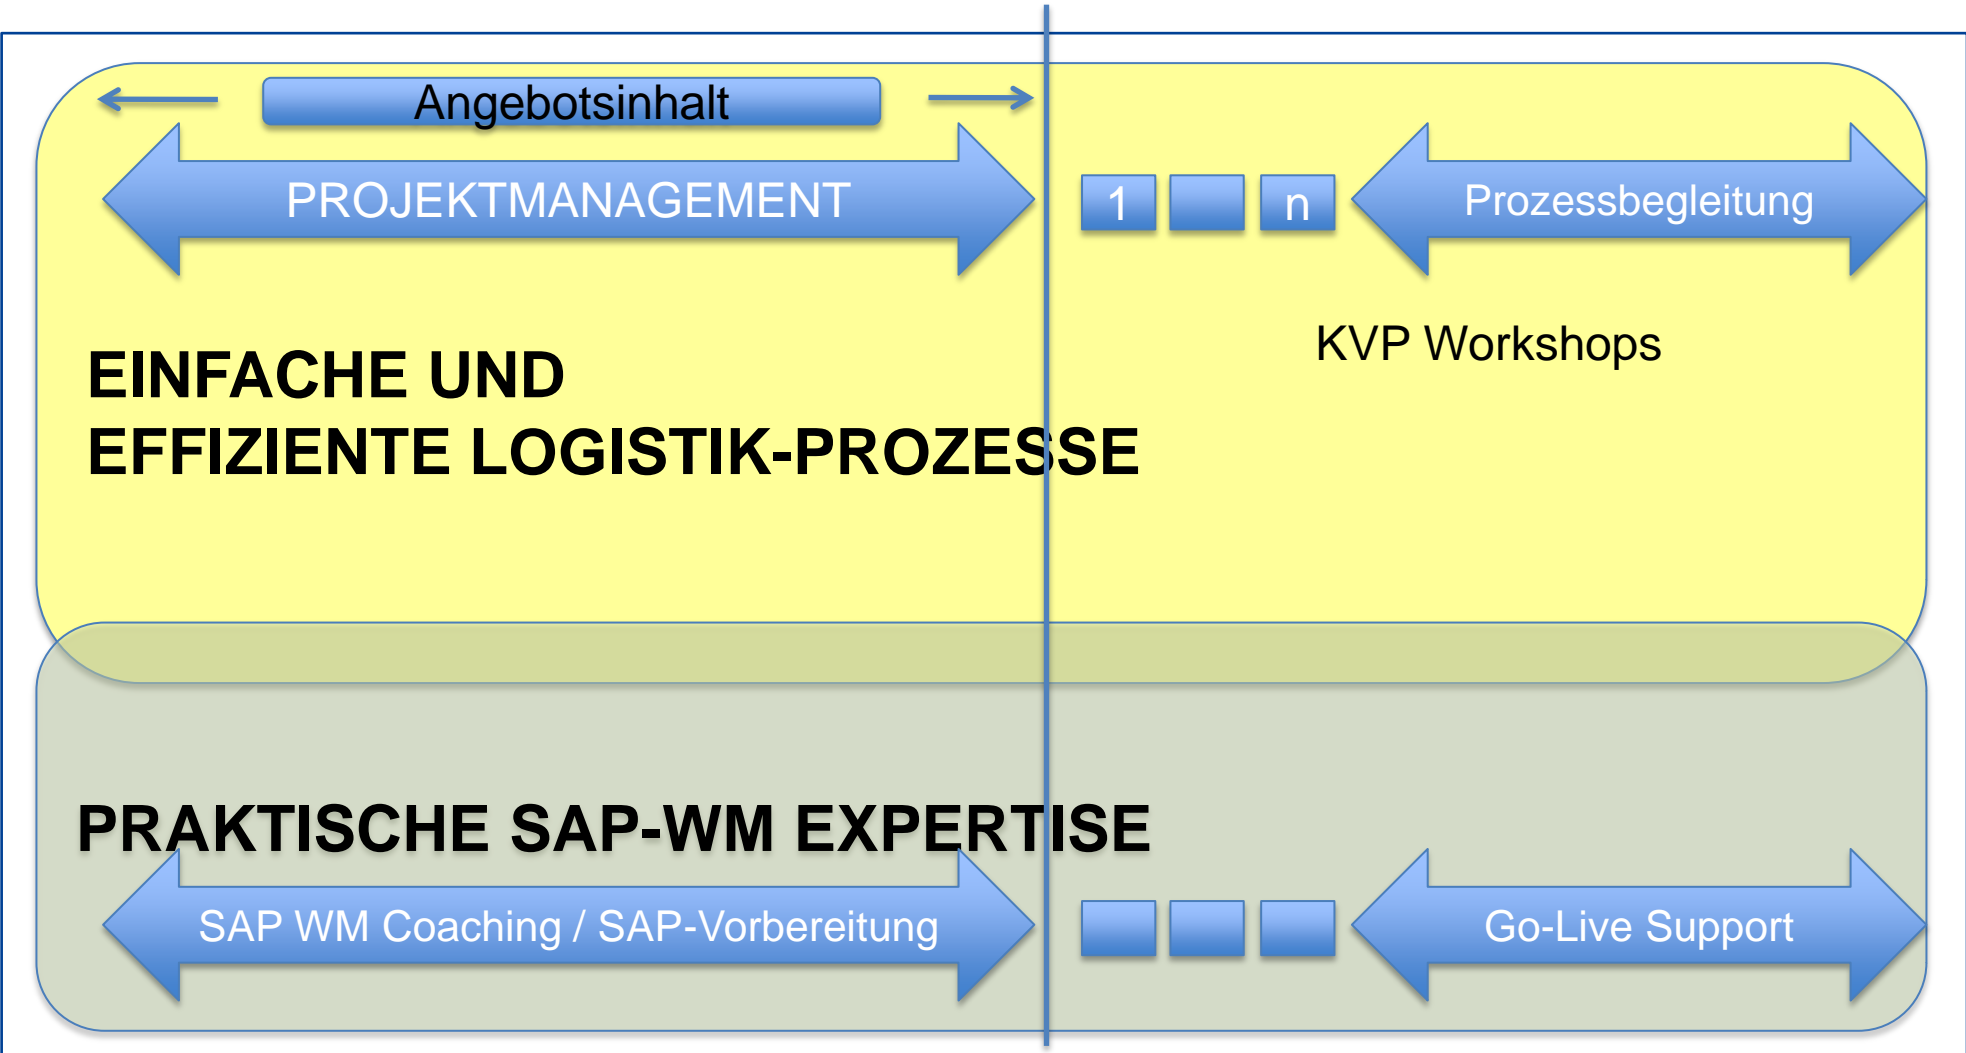 Angebotsinhalt
PROJEKTMANAGEMENT
1 n
Prozessbegleitung
KVP Workshops
EINFACHE UND
EFFIZIENTE LOGISTIK-PROZESSE
PRAKTISCHE SAP-WM EXPERTISE
SAP WM Coaching / SAP-Vorbereitung
Go-Live Support